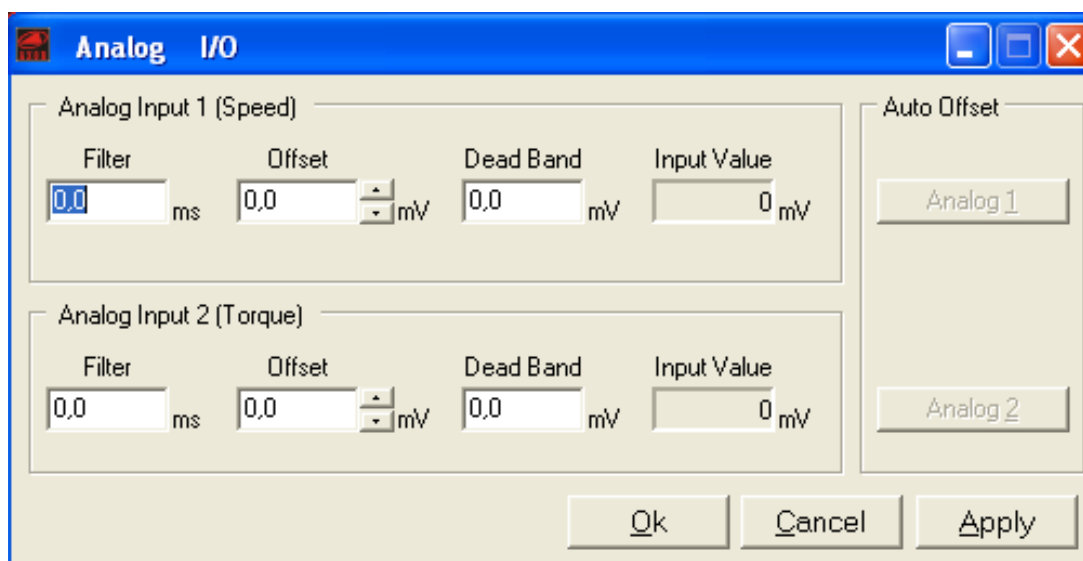 Analog I/O
Analog Input 1 (Speed)
Auto Offset
Filter Offset Dead Band Input Value
0,0 ms 0,0 mV 0,0 mV 0 mV
Analog 1
Analog Input 2 (Torque)
Filter Offset Dead Band Input Value
0,0 ms 0,0 mV 0,0 mV 0 mV
Analog 2
Ok Cancel Apply